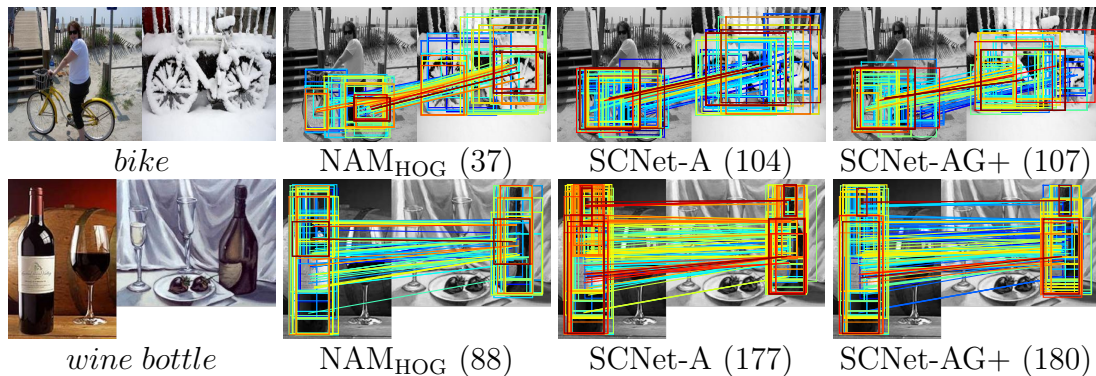 bike NAM_HOG (37) SCNet-A (104) SCNet-AG+ (107)
wine bottle NAM_HOG (88) SCNet-A (177) SCNet-AG+ (180)